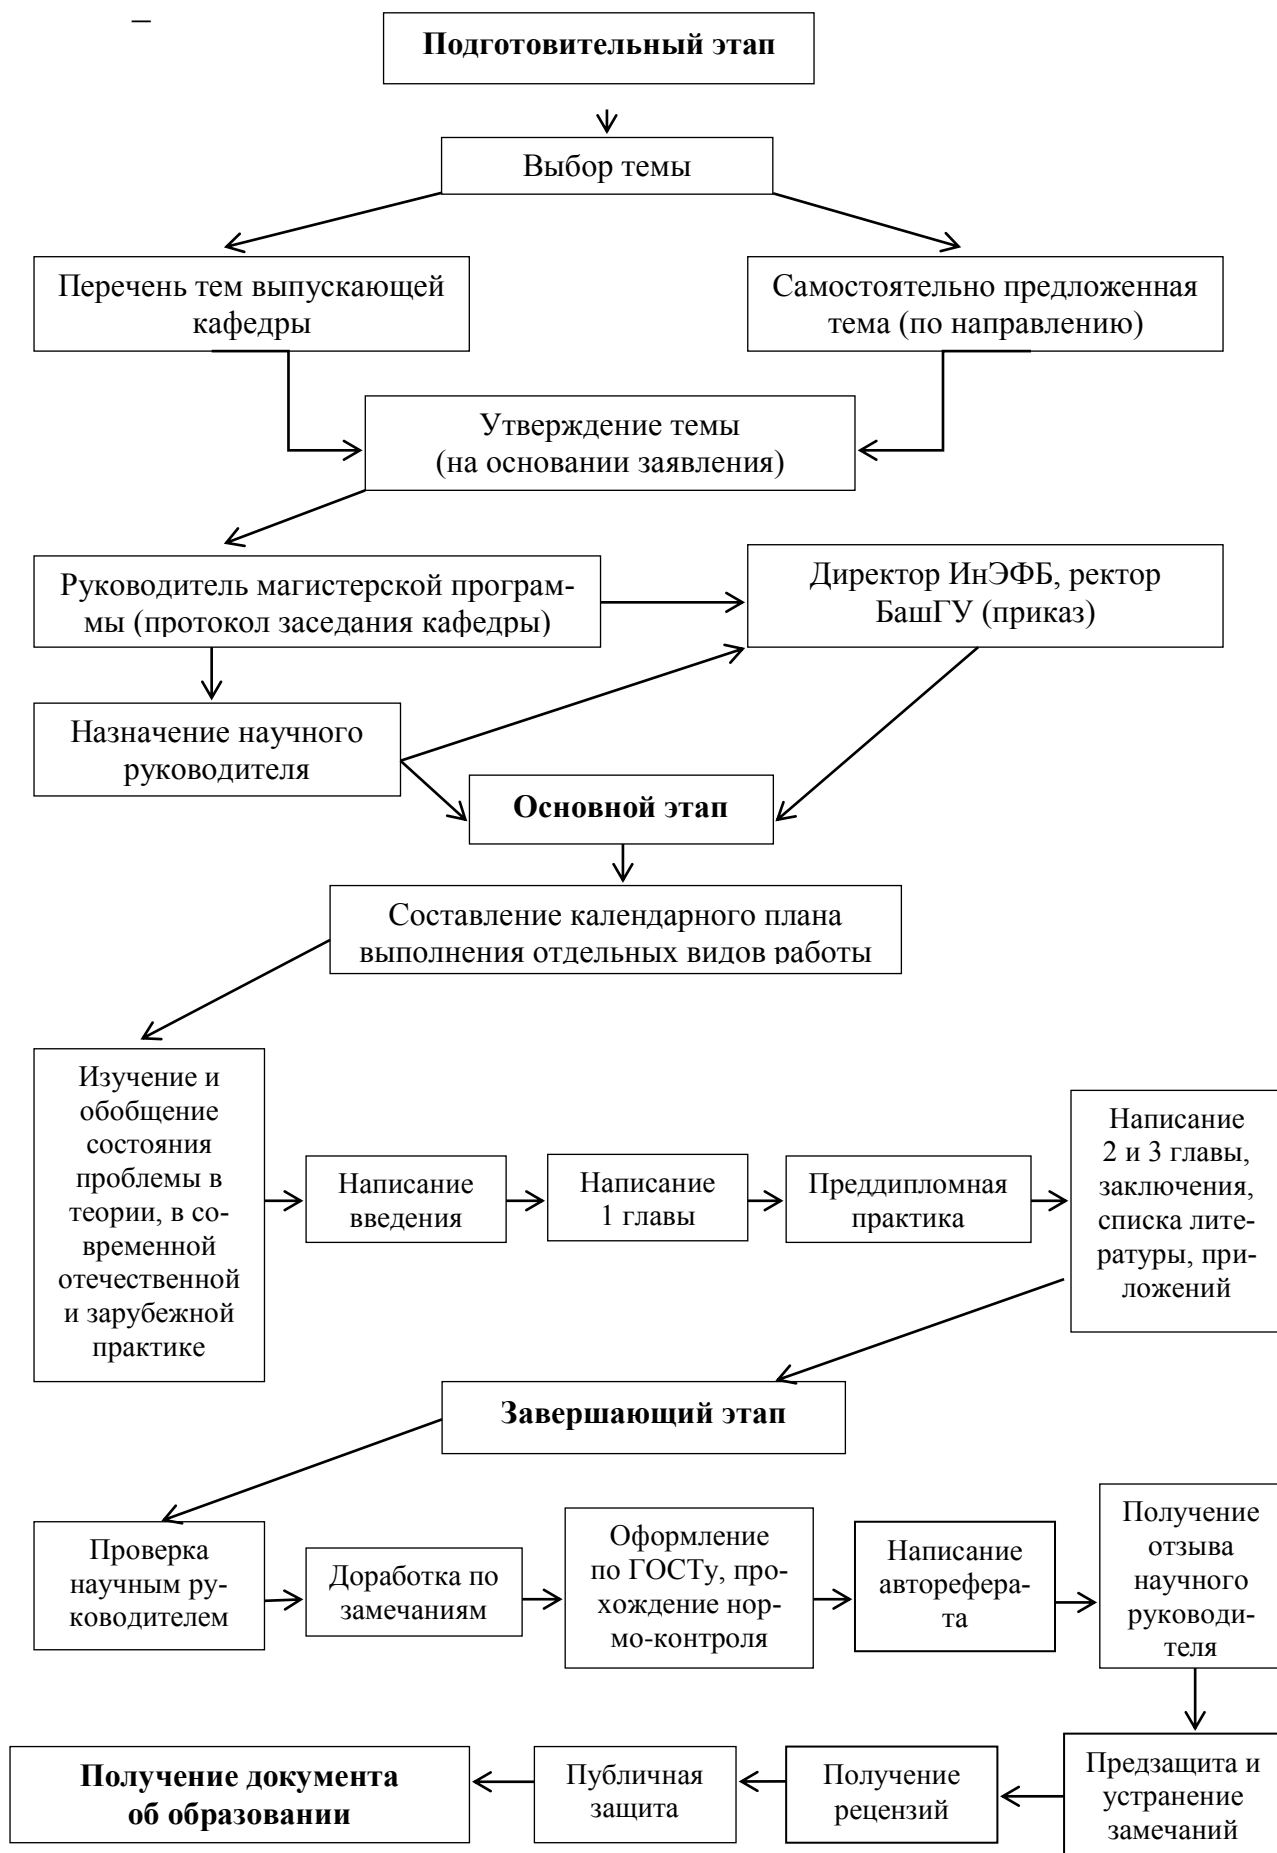 Подготовительный этап
Выбор темы
Перечень тем выпускающей
кафедры
Самостоятельно предложенная
тема (по направлению)
Утверждение темы
(на основании заявления)
Руководитель магистерской програм-
мы (протокол заседания кафедры)
Директор ИнЭФБ, ректор
БашГУ (приказ)
Назначение научного
руководителя
Основной этап
Составление календарного плана
выполнения отдельных видов работы
Изучение и
обобщение
состояния
проблемы в
теории, в со-
временной
отечественной
и зарубежной
практике
Написание
введения
Написание
1 главы
Преддипломная
практика
Написание
2 и 3 главы,
заключения,
списка лите-
ратуры, при-
ложений
Завершающий этап
Проверка
научным ру-
ководителем
Доработка по
замечаниям
Оформление
по ГОСТу, про-
хождение нор-
мо-контроля
Написание
авторефера-
та
Получение
отзыва
научного
руководи-
теля
Предзащита и
устранение
замечаний
Получение
рецензий
Публичная
защита
Получение документа
об образовании